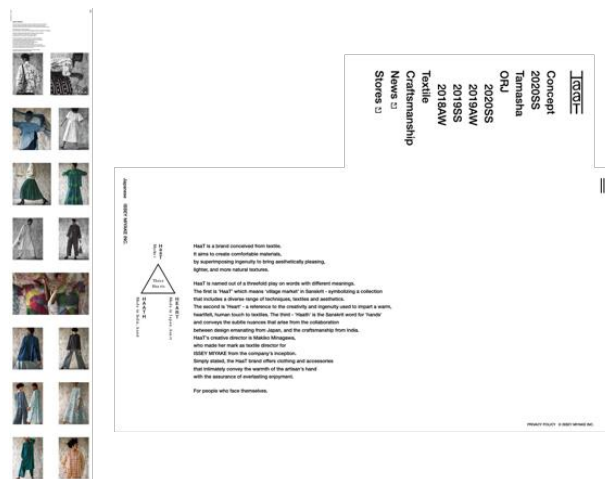 HaaT
Concept
2020SS
Tamasha
ORJ
2020SS
2019AW
2019SS
2018AW
Textile
Craftsmanship
News
Stores
Japanese
ISSEY MIYAKE INC.
HAAT
HEART
HAATH
HaaT is a brand conceived from textile.
It aims to create comfortable materials,
by superimposing ingenuity to bring aesthetically pleasing,
lighter, and more natural textures.
HaaT is named out of a threefold play on words with different meanings.
The first is 'HaaT' which means 'village market' in Sanskrit - symbolizing a collection
that includes a diverse range of techniques, textiles and aesthetics.
The second is 'Heart' - a reference to the creativity and ingenuity used to impart a warm,
heartfelt, human touch to textiles. The third - 'Haath' is the Sanskrit word for 'hands'
and conveys the subtle nuances that arise from the collaboration
between design emanating from Japan, and the craftsmanship from India.
HaaT's creative director is Makiko Minagawa,
who made her mark as textile director for
ISSEY MIYAKE from the company's inception.
Simply stated, the HaaT brand offers clothing and accessories
that intimately convey the warmth of the artisan's hand
with the assurance of everlasting enjoyment.
For people who face themselves.
PRIVACY POLICY © ISSEY MIYAKE INC.